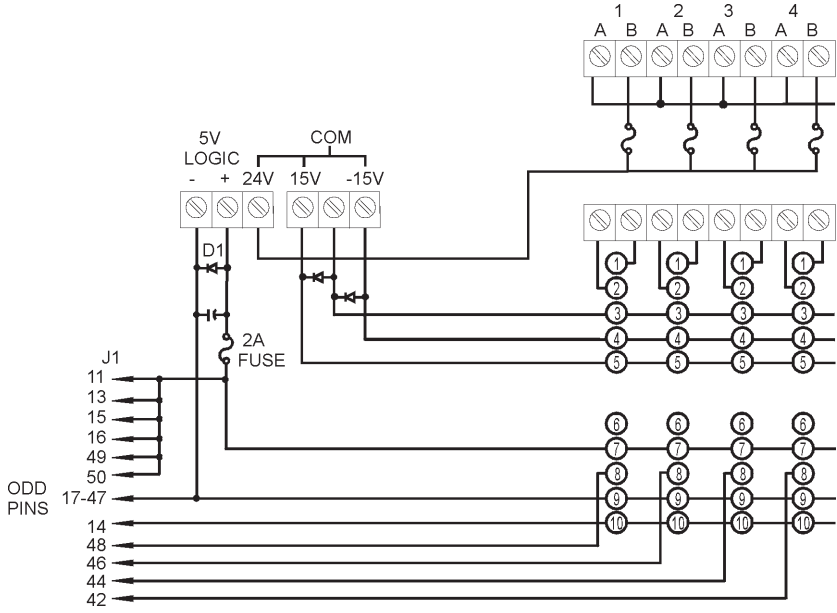 1 2 3 4
A B A B A B A B
5V
LOGIC
COM
- + 24V 15V -15V
D1
1 1 1 1
2 2 2 2
3 3 3 3
4 4 4 4
5 5 5 5
2A
FUSE
J1
11
13
15
16
49
50
ODD
PINS
17-47
14
48
46
44
42
6 6 6 6
7 7 7 7
8 8 8 8
9 9 9 9
10 10 10 10